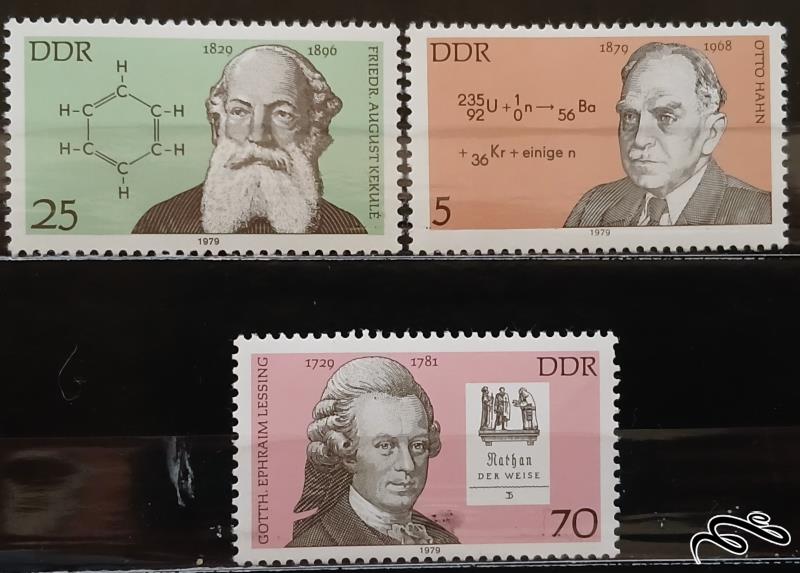 DDR
1829 1896
FRIEDR. AUGUST KEKULÉ
H
H-C C-H
H-C C-H
H
25
1979
DDR
1879 1968
OTTO HAHN
235/92 U + 1/0 n → 56 Ba
+ 36 Kr + einige n
5
1979
GOTTH. EPHRAIM LESSING
1729 1781
DDR
Nathan
DER WEISE
70
1979